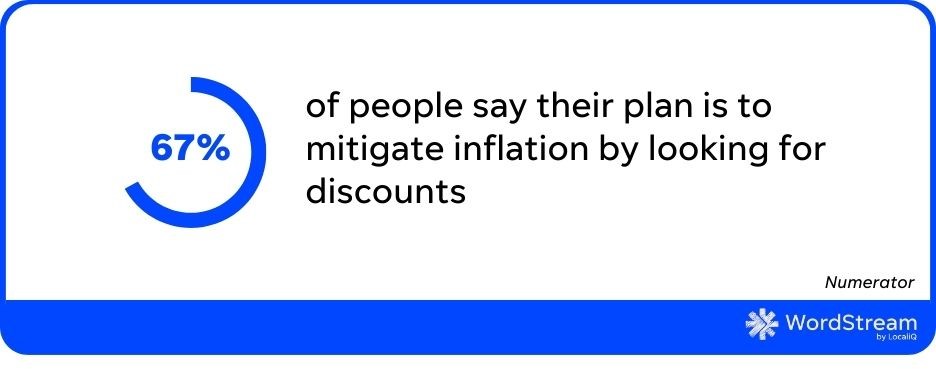 67%
of people say their plan is to
mitigate inflation by looking for
discounts
Numerator
WordStream
by LocaliQ